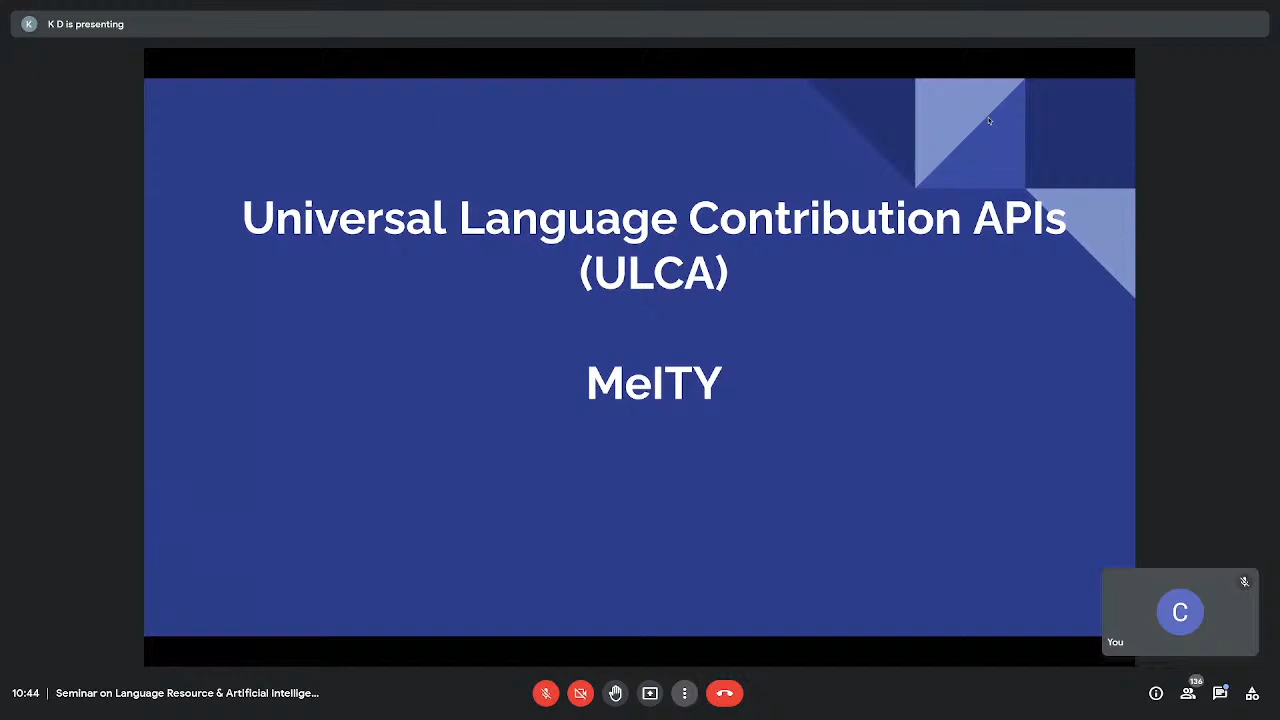 K
K D is presenting
Universal Language Contribution APIs
(ULCA)
MeITY
C
You
10:44 | Seminar on Language Resource & Artificial Intellige...
136